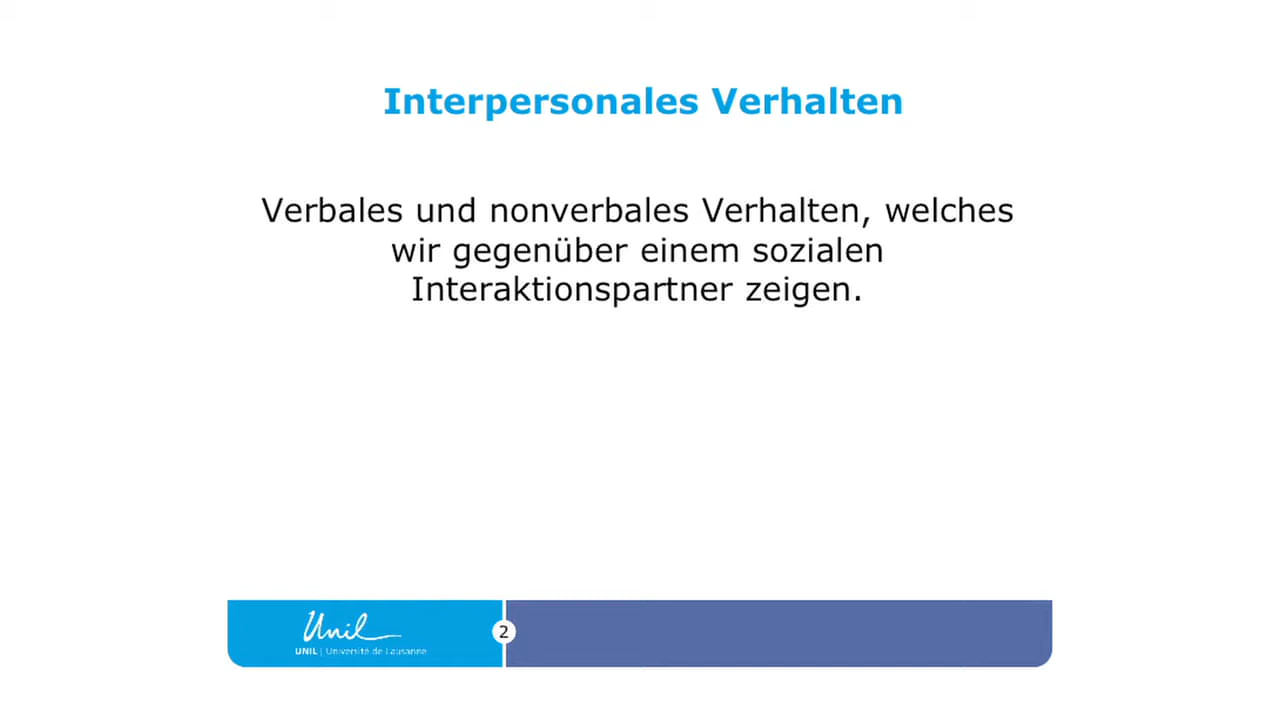 Interpersonales Verhalten
Verbales und nonverbales Verhalten, welches
wir gegenüber einem sozialen
Interaktionspartner zeigen.
Unil
UNIL | Université de Lausanne
2